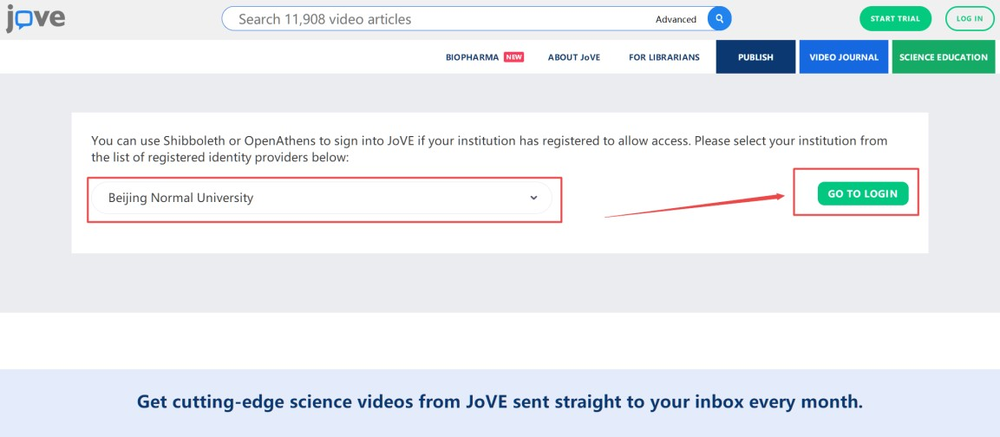 jove
Search 11,908 video articles
Advanced
START TRIAL
LOG IN
BIOPHARMA NEW
ABOUT JoVE
FOR LIBRARIANS
PUBLISH
VIDEO JOURNAL
SCIENCE EDUCATION
You can use Shibboleth or OpenAthens to sign into JoVE if your institution has registered to allow access. Please select your institution from
the list of registered identity providers below:
Beijing Normal University
GO TO LOGIN
Get cutting-edge science videos from JoVE sent straight to your inbox every month.